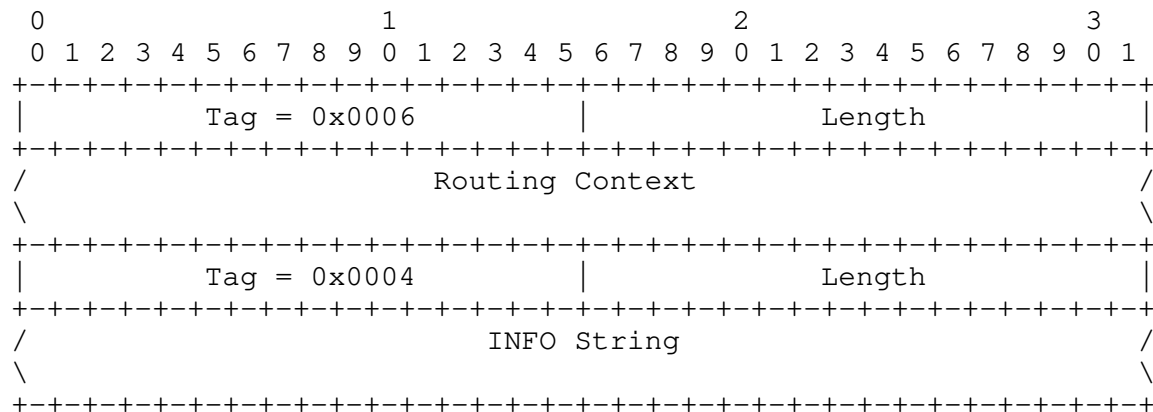 0                   1                   2                   3
 0 1 2 3 4 5 6 7 8 9 0 1 2 3 4 5 6 7 8 9 0 1 2 3 4 5 6 7 8 9 0 1
+-+-+-+-+-+-+-+-+-+-+-+-+-+-+-+-+-+-+-+-+-+-+-+-+-+-+-+-+-+-+-+-+
|          Tag = 0x0006         |             Length            |
+-+-+-+-+-+-+-+-+-+-+-+-+-+-+-+-+-+-+-+-+-+-+-+-+-+-+-+-+-+-+-+-+
/                       Routing Context                         /
\                                                               \
+-+-+-+-+-+-+-+-+-+-+-+-+-+-+-+-+-+-+-+-+-+-+-+-+-+-+-+-+-+-+-+-+
|          Tag = 0x0004         |             Length            |
+-+-+-+-+-+-+-+-+-+-+-+-+-+-+-+-+-+-+-+-+-+-+-+-+-+-+-+-+-+-+-+-+
/                          INFO String                          /
\                                                               \
+-+-+-+-+-+-+-+-+-+-+-+-+-+-+-+-+-+-+-+-+-+-+-+-+-+-+-+-+-+-+-+-+